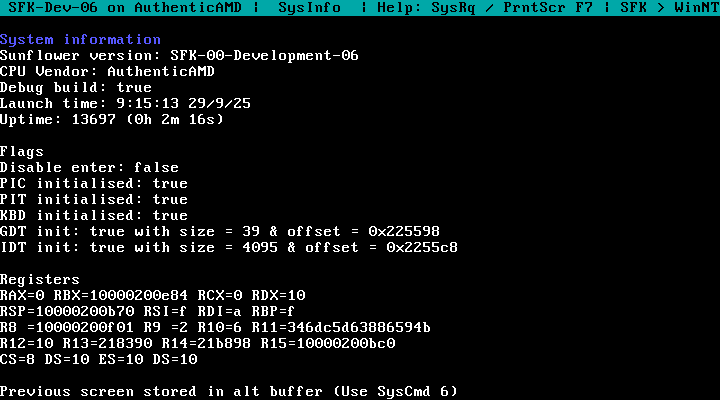 SFK-Dev-06 on AuthenticAMD | SysInfo | Help: SysRq / PrntScr F7 | SFK > WinNT
System information
Sunflower version: SFK-00-Development-06
CPU Vendor: AuthenticAMD
Debug build: true
Launch time: 9:15:13 29/9/25
Uptime: 13697 (0h 2m 16s)
Flags
Disable enter: false
PIC initialised: true
PIT initialised: true
KBD initialised: true
GDT init: true with size = 39 & offset = 0x225598
IDT init: true with size = 4095 & offset = 0x2255c8
Registers
RAX=0 RBX=10000200e84 RCX=0 RDX=10
RSP=10000200b70 RSI=f RDI=a RBP=f
R8 =10000200f01 R9 =2 R10=6 R11=346dc5d63886594b
R12=10 R13=218390 R14=21b898 R15=10000200bc0
CS=8 DS=10 ES=10 DS=10
Previous screen stored in alt buffer (Use SysCmd 6)